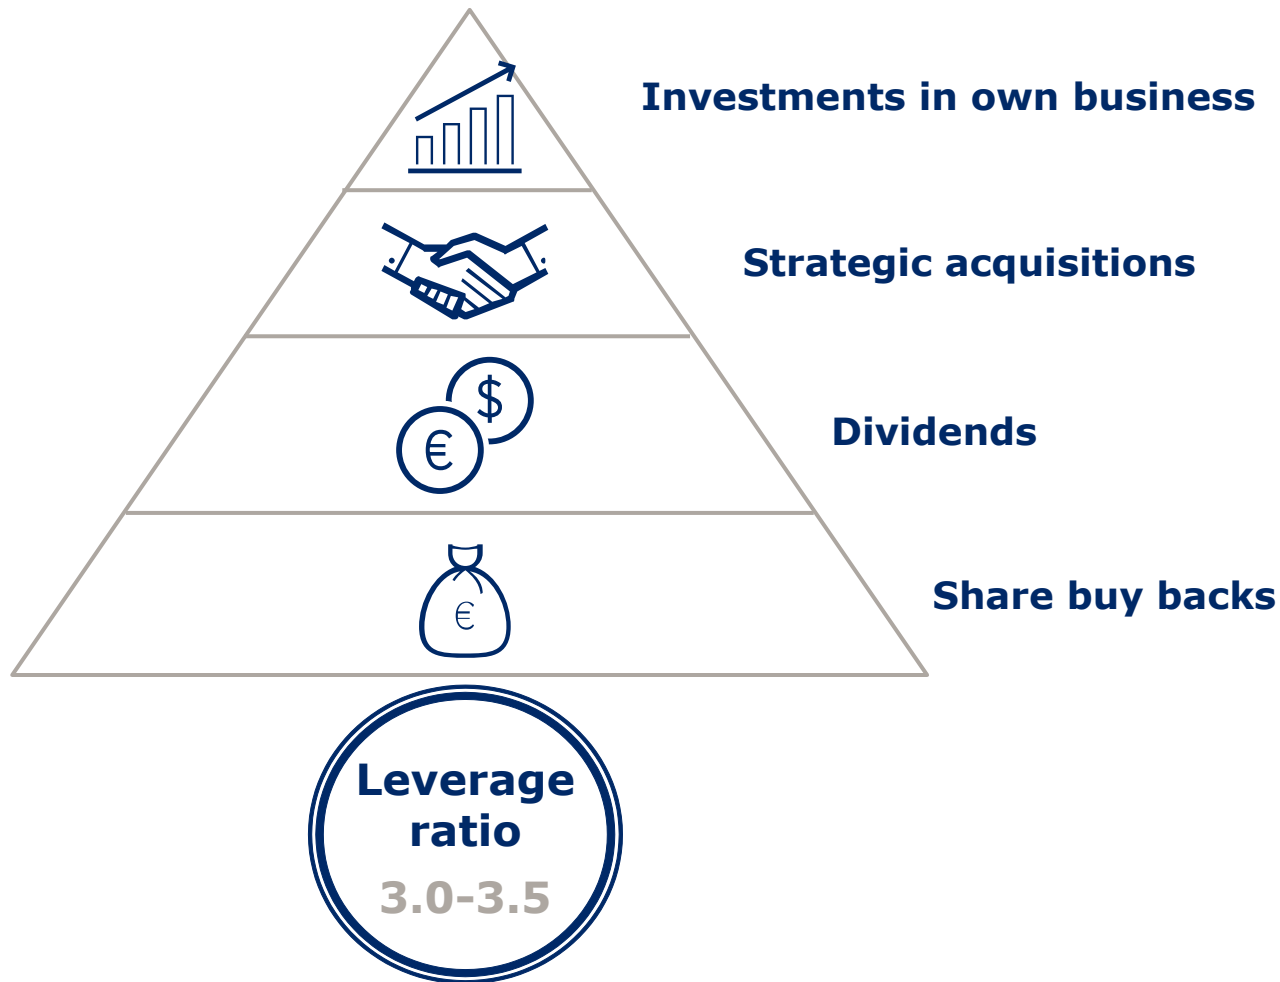 Investments in own business
Strategic acquisitions
$
€
Dividends
€
Share buy backs
Leverage
ratio
3.0–3.5